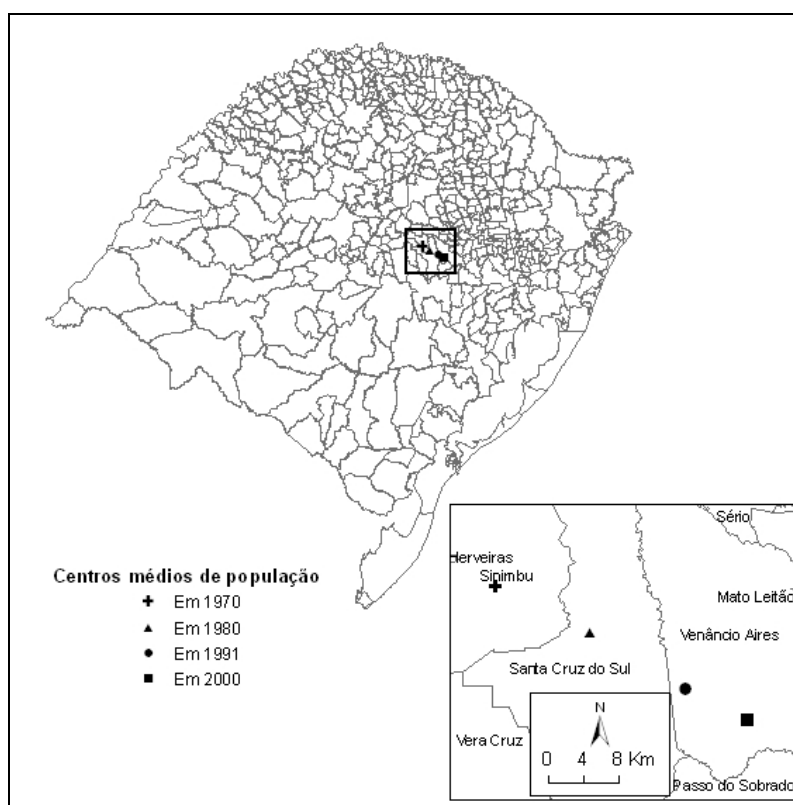 Centros médios de população
Em 1970
Em 1980
Em 1991
Em 2000
Sério
Herveiras
Sinimbu
Mato Leitão
Venâncio Aires
Santa Cruz do Sul
Vera Cruz
N
0 4 8 Km
Passo do Sobrado